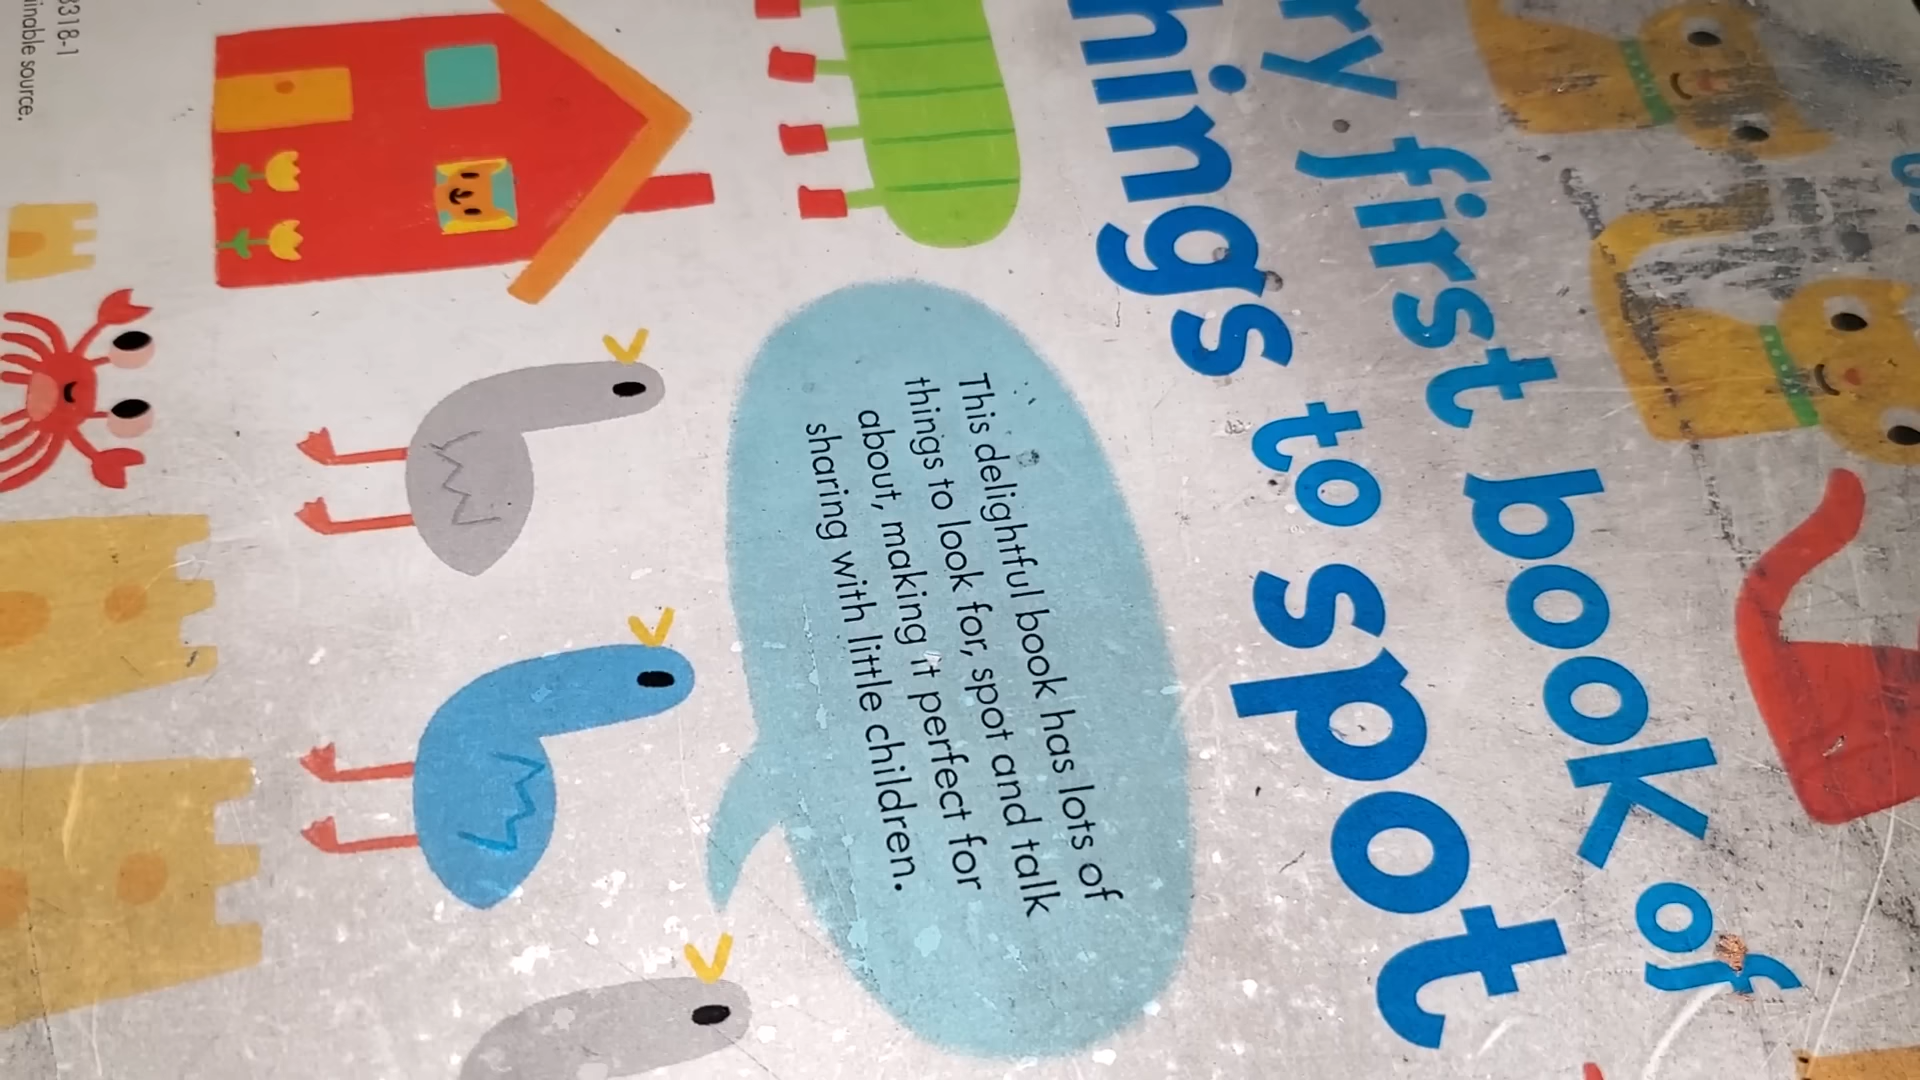 ry first book of
hings to spot
This delightful book has lots of
things to look for, spot and talk
about, making it perfect for
sharing with little children.
3318-1
inable source.